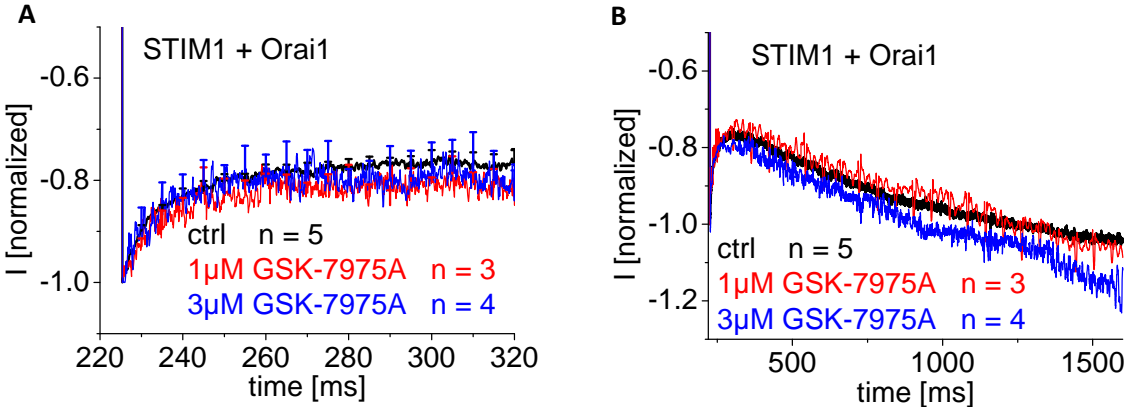 A
STIM1 + Orai1
I [normalized]
-0.6
-0.8
-1.0
ctrl n = 5
1µM GSK-7975A n = 3
3µM GSK-7975A n = 4
220 240 260 280 300 320
time [ms]
B
STIM1 + Orai1
I [normalized]
-0.6
-0.8
-1.0
-1.2
ctrl n = 5
1µM GSK-7975A n = 3
3µM GSK-7975A n = 4
500 1000 1500
time [ms]